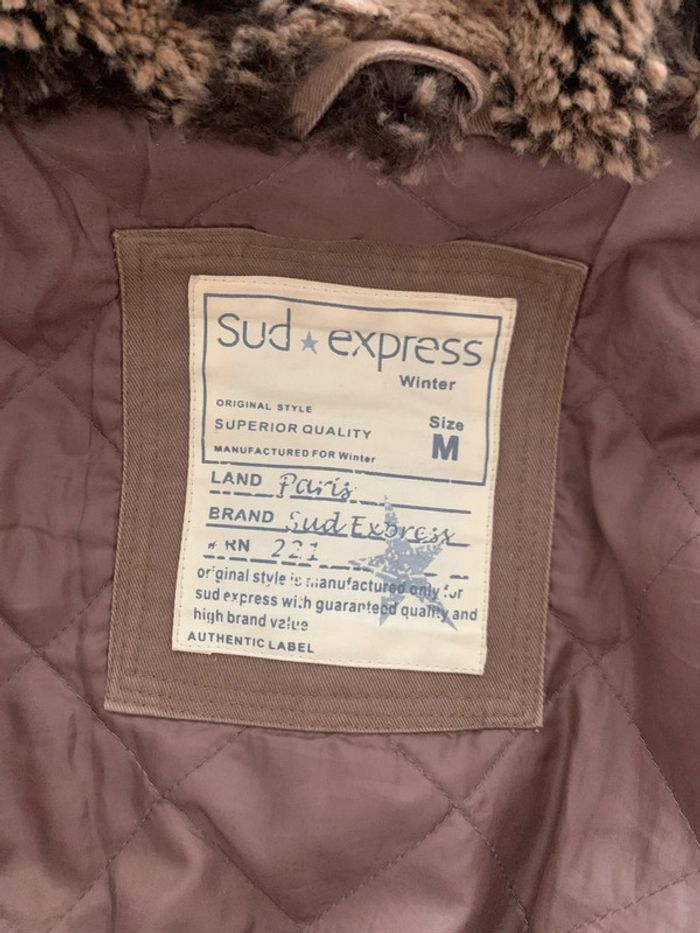 sud ★ express
Winter
ORIGINAL STYLE
SUPERIOR QUALITY
Size
M
MANUFACTURED FOR Winter
LAND Paris
BRAND Sud Express
# RN 221
original style is manufactured only for
sud express with guaranteed quality and
high brand value
AUTHENTIC LABEL